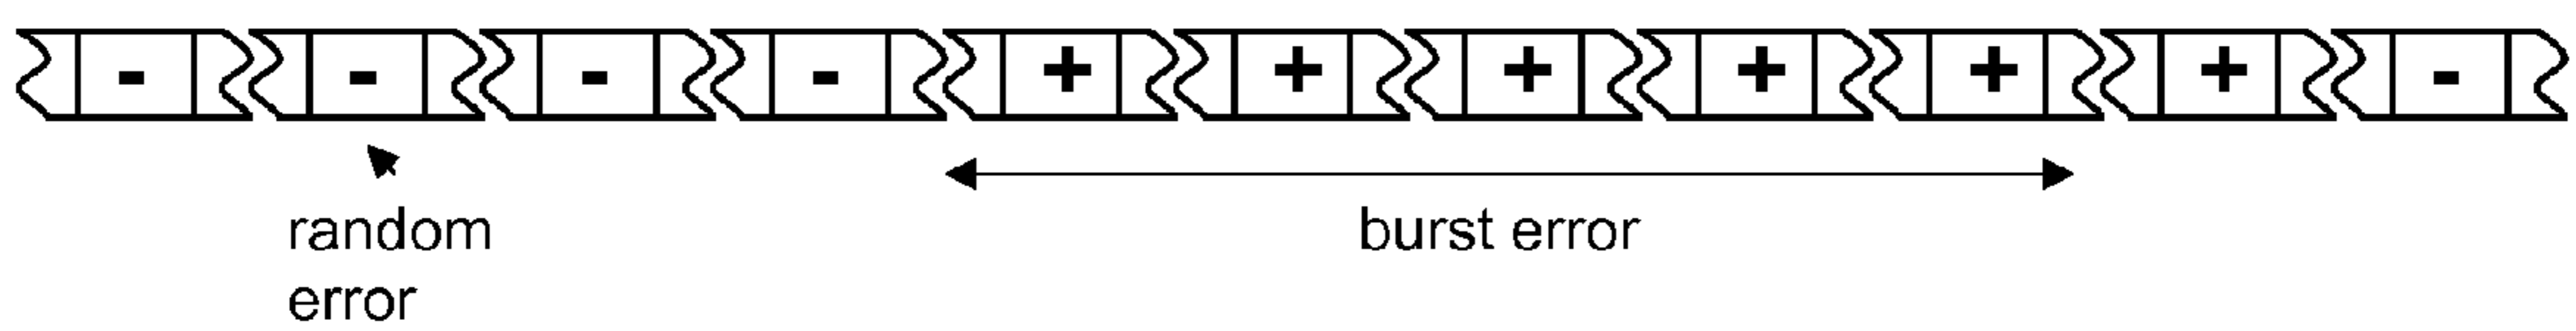 - - - - + + + + + + -
random
error
burst error